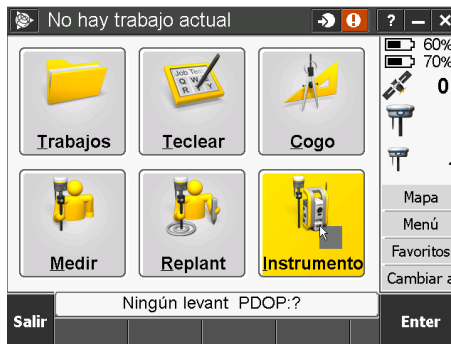 No hay trabajo actual
? 
60%
70%
0
Trabajos
Teclear
Cogo
Medir
Replant
Instrumento
Mapa
Menú
Favoritos
Cambiar a
Ningún levant PDOP:?
Salir
Enter